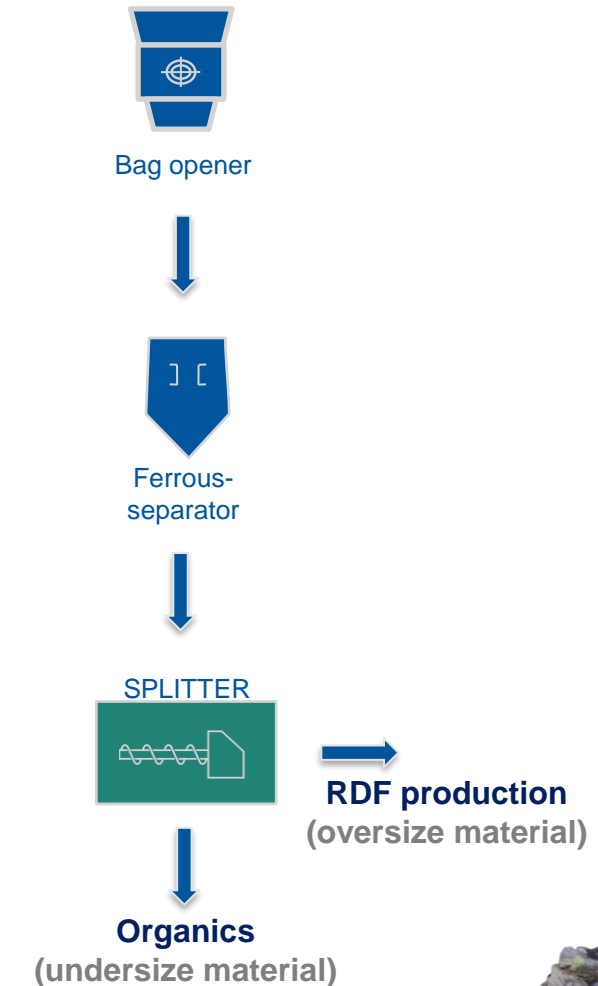 Bag opener
Ferrous-
separator
SPLITTER
RDF production
(oversize material)
Organics
(undersize material)